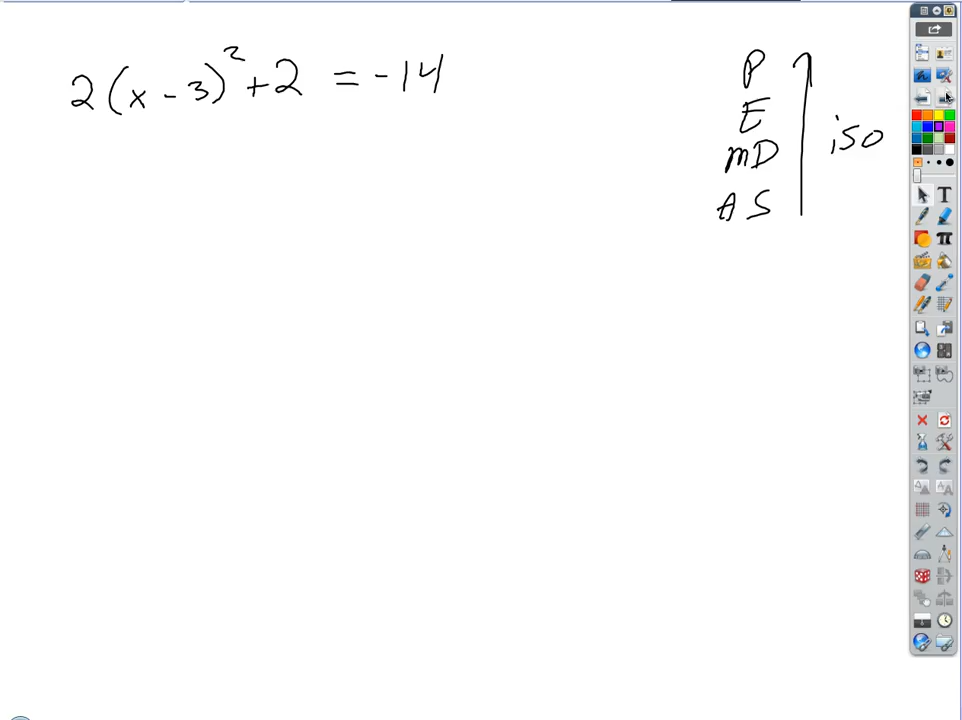 2(x-3)²+2 = -14
P
E
MD
AS
iso
T
π